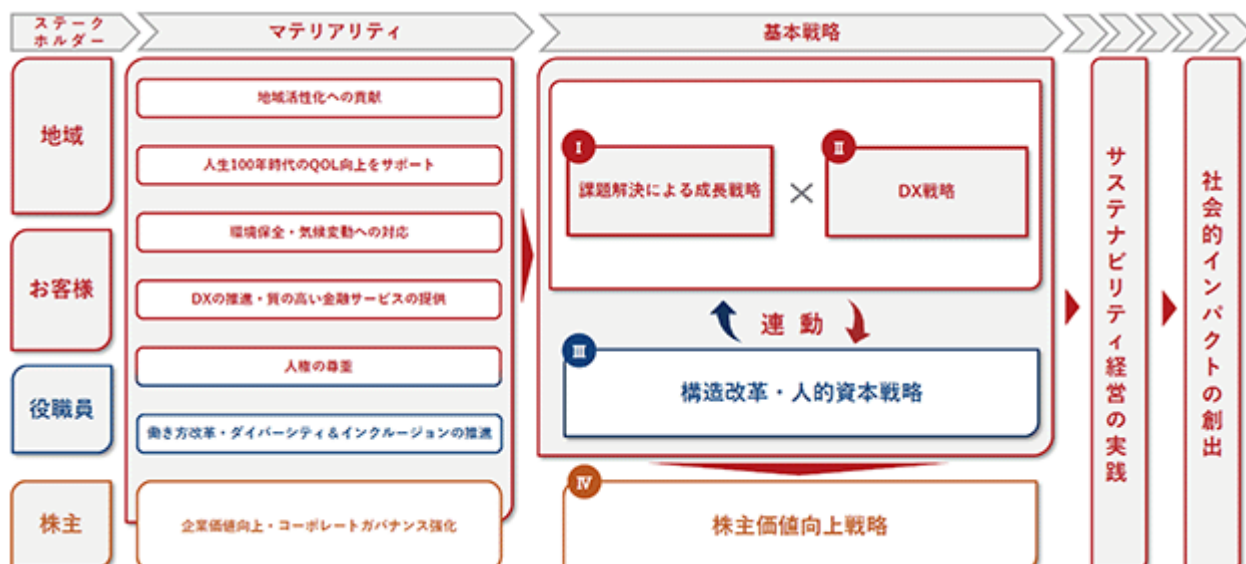 ステーク
ホルダー
マテリアリティ
基本戦略
地域
お客様
役職員
株主
地域活性化への貢献
人生100年時代のQOL向上をサポート
環境保全・気候変動への対応
DXの推進・質の高い金融サービスの提供
人権の尊重
働き方改革・ダイバーシティ&インクルージョンの推進
企業価値向上・コーポレートガバナンス強化
I
課題解決による成長戦略
×
II
DX戦略
連動
III
構造改革・人的資本戦略
IV
株主価値向上戦略
サステナビリティ経営の実践
社会的インパクトの創出